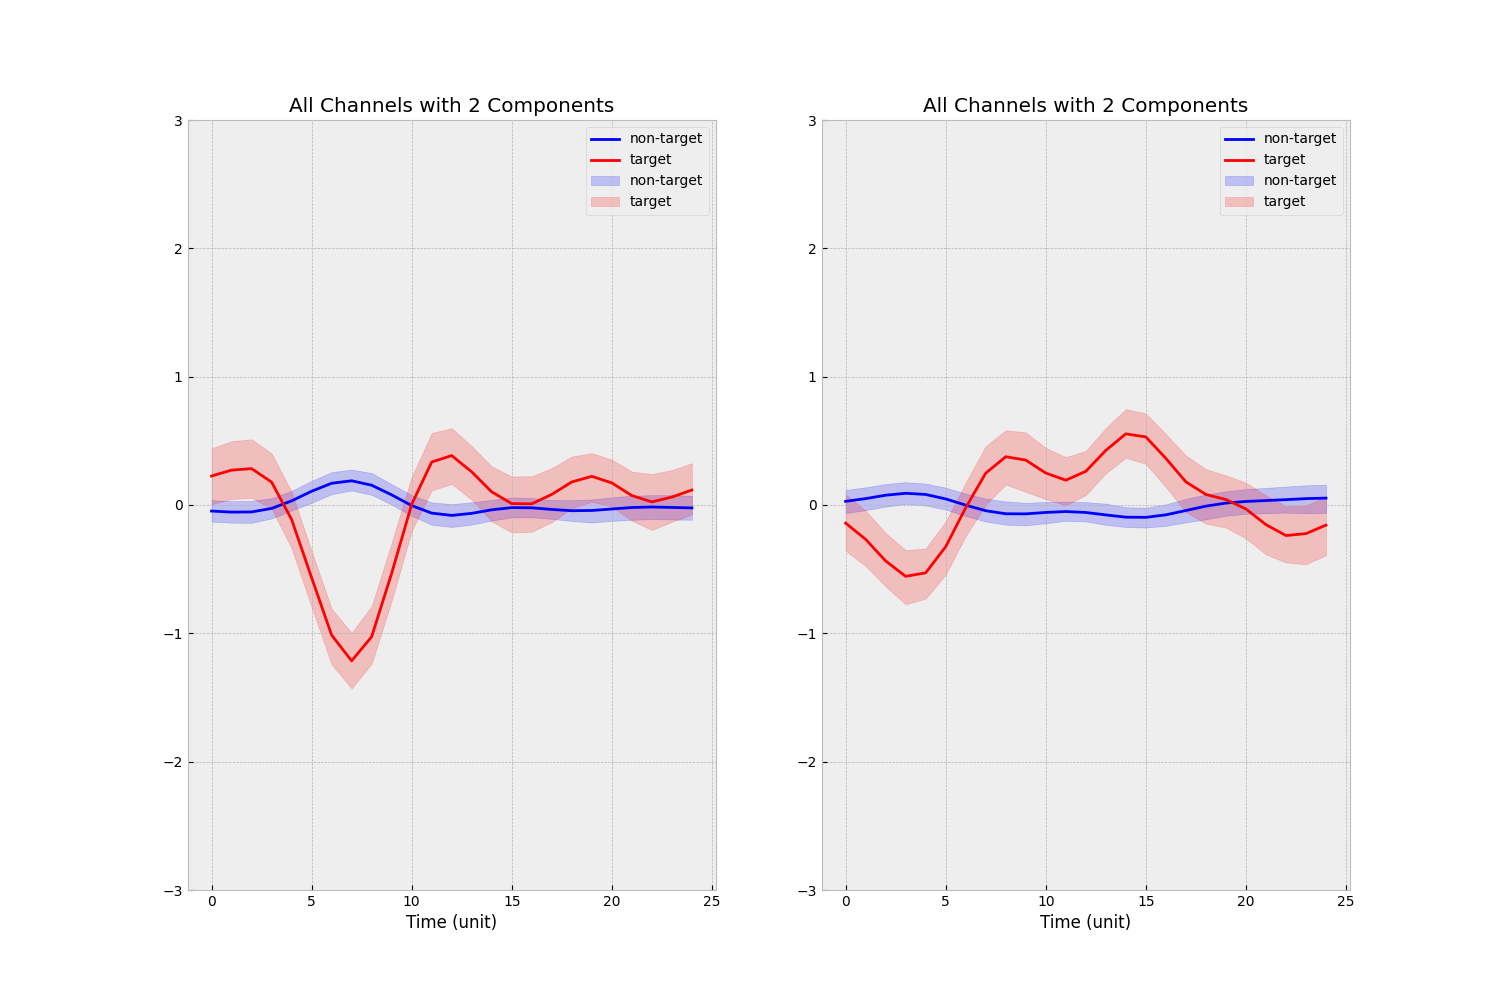 All Channels with 2 Components
3
2
1
0
−1
−2
−3
0 5 10 15 20 25
Time (unit)
non-target
target
non-target
target
All Channels with 2 Components
3
2
1
0
−1
−2
−3
0 5 10 15 20 25
Time (unit)
non-target
target
non-target
target